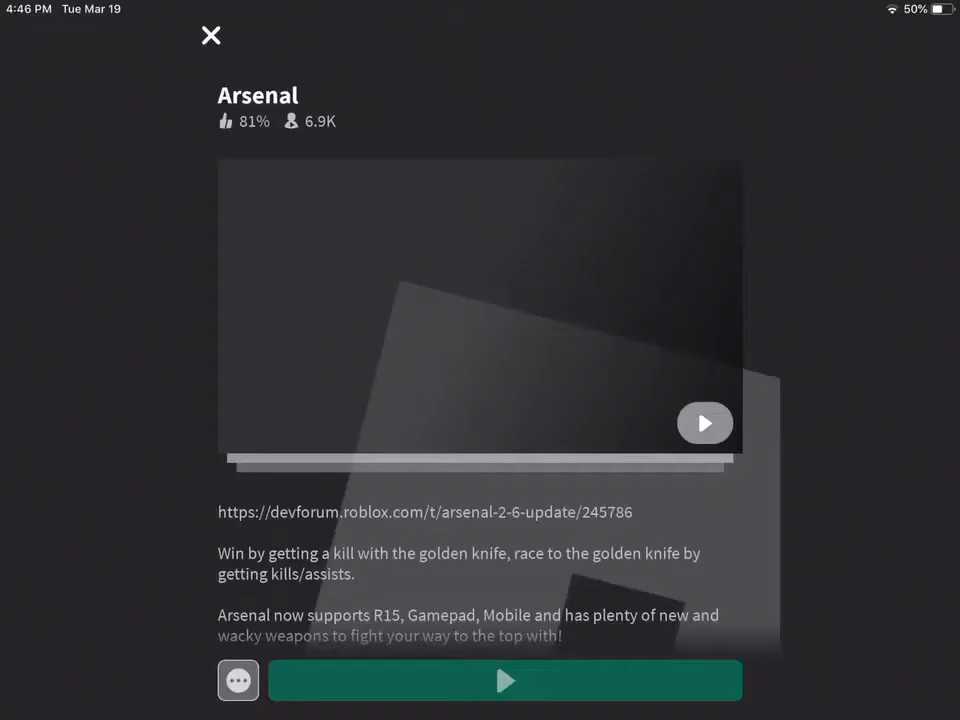 4:46 PM Tue Mar 19
50%
Arsenal
81% 6.9K
https://devforum.roblox.com/t/arsenal-2-6-update/245786
Win by getting a kill with the golden knife, race to the golden knife by
getting kills/assists.
Arsenal now supports R15, Gamepad, Mobile and has plenty of new and
wacky weapons to fight your way to the top with!